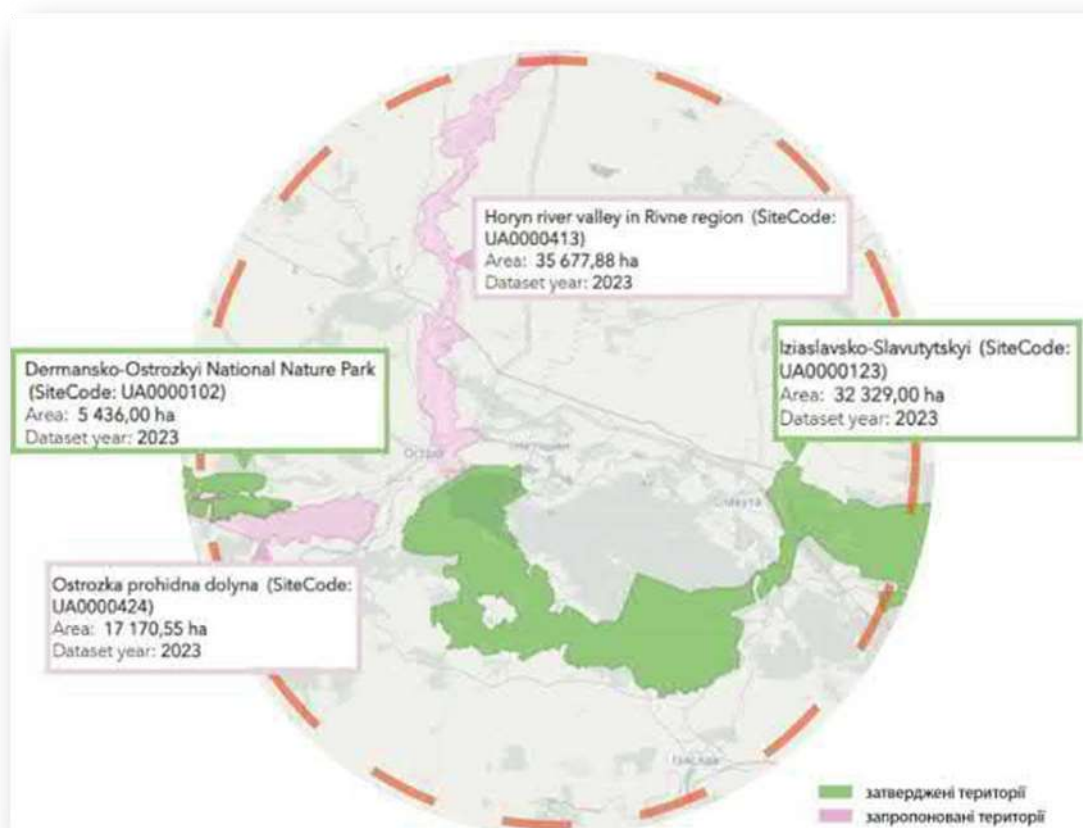 Horyn river valley in Rivne region (SiteCode:
UA0000413)
Area: 35 677,88 ha
Dataset year: 2023
Iziaslavsko-Slavutytskyi (SiteCode:
UA0000123)
Area: 32 329,00 ha
Dataset year: 2023
Dermansko-Ostrozkyi National Nature Park
(SiteCode: UA0000102)
Area: 5 436,00 ha
Dataset year: 2023
Острог
Славута
Ostrozka prohidna dolyna (SiteCode:
UA0000424)
Area: 17 170,55 ha
Dataset year: 2023
затверджені території
запропоновані території